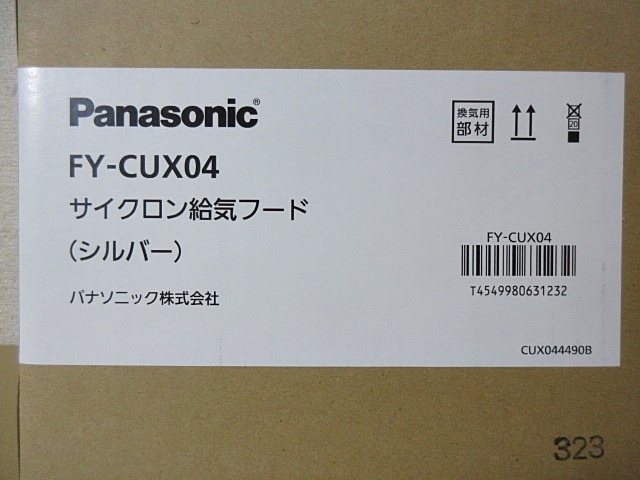 Panasonic®
換気用
部材
20
FY-CUX04
サイクロン給気フード
(シルバー)
パナソニック株式会社
FY-CUX04
T4549980631232
CUX044490B
323